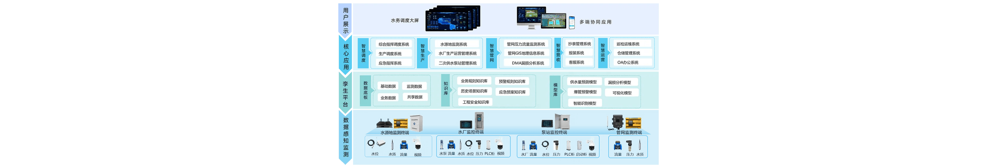 用户展示
水务调度大屏
多端协同应用
核心应用
智慧调度
综合指挥调度系统
生产调度系统
应急指挥系统
智慧生产
水源地监测系统
水厂生产运营管理系统
二次供水泵站管理系统
智慧管网
管网压力流量监测系统
管网GIS地理信息系统
DMA漏损分析系统
智慧营收
抄表管理系统
报装系统
客服系统
智慧运营
巡检运维系统
仓储管理系统
OA办公系统
孪生平台
数据底板
基础数据 监测数据
业务数据 共享数据
知识库
业务规则知识库 预警规则知识库
历史场景知识库 应急预案知识库
工程安全知识库
模型库
供水量预测模型 漏损分析模型
爆管预警模型 可视化模型
智能识别模型
数据感知监测
水源地监测终端
水厂监控终端
泵站监控终端
管网监测终端
水位 水质 流量 视频
水泵 流量 水质 水位 压力 PLC柜 视频
水厂 流量 水位 压力 PLC柜 启动柜 视频
流量 压力 水质